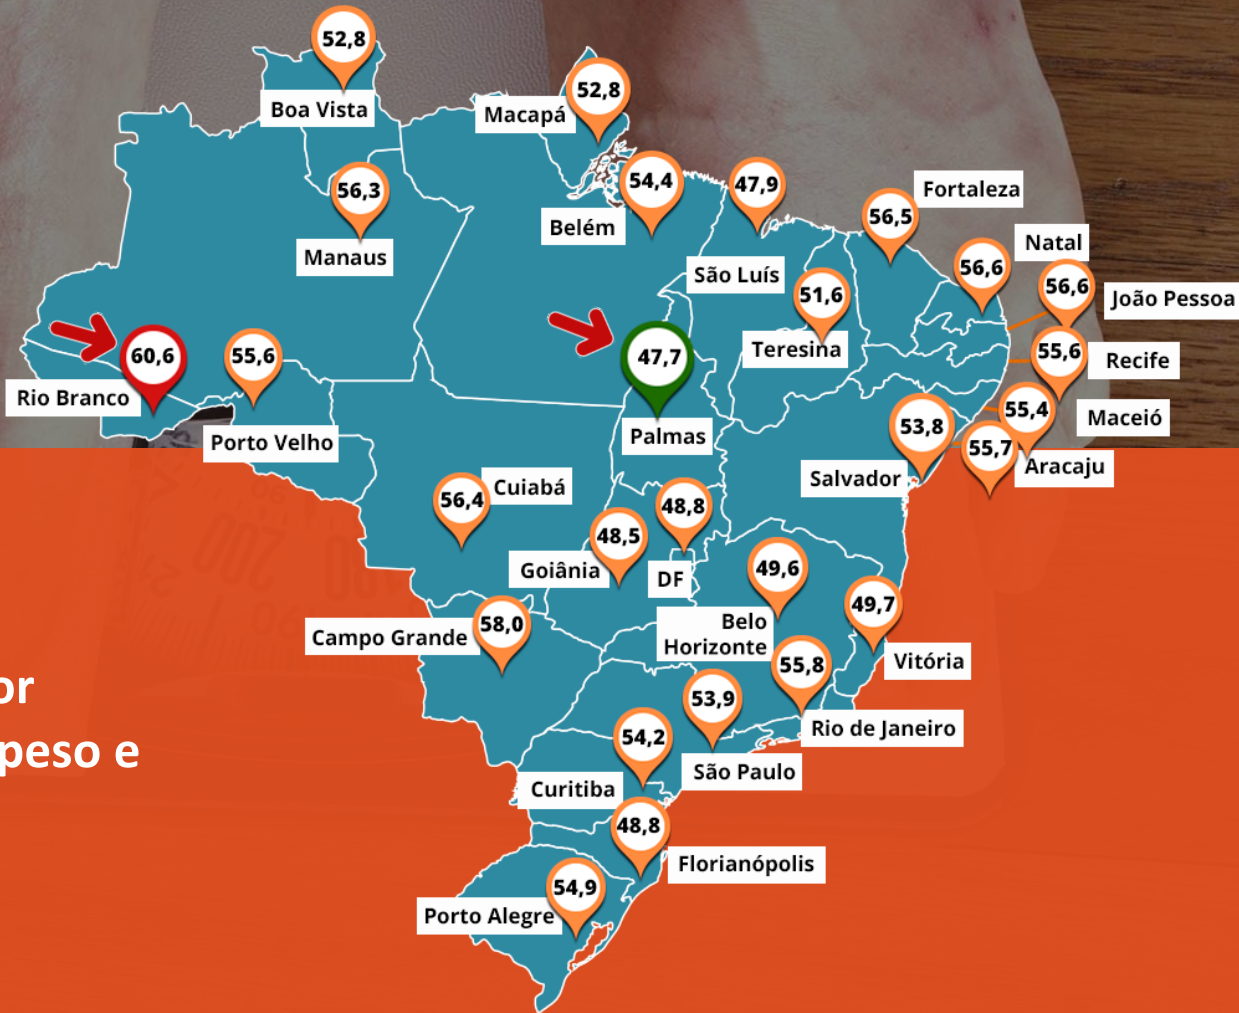 52,8
Boa Vista
52,8
Macapá
56,3
Manaus
54,4
Belém
47,9
São Luís
56,5
Fortaleza
51,6
Teresina
56,6
Natal
56,6
João Pessoa
55,6
Recife
55,4
Maceió
55,7
Aracaju
53,8
Salvador
60,6
Rio Branco
55,6
Porto Velho
47,7
Palmas
56,4
Cuiabá
48,5
Goiânia
48,8
DF
49,6
Belo
Horizonte
49,7
Vitória
58,0
Campo Grande
55,8
Rio de Janeiro
53,9
São Paulo
54,2
Curitiba
48,8
Florianópolis
54,9
Porto Alegre
or
peso e